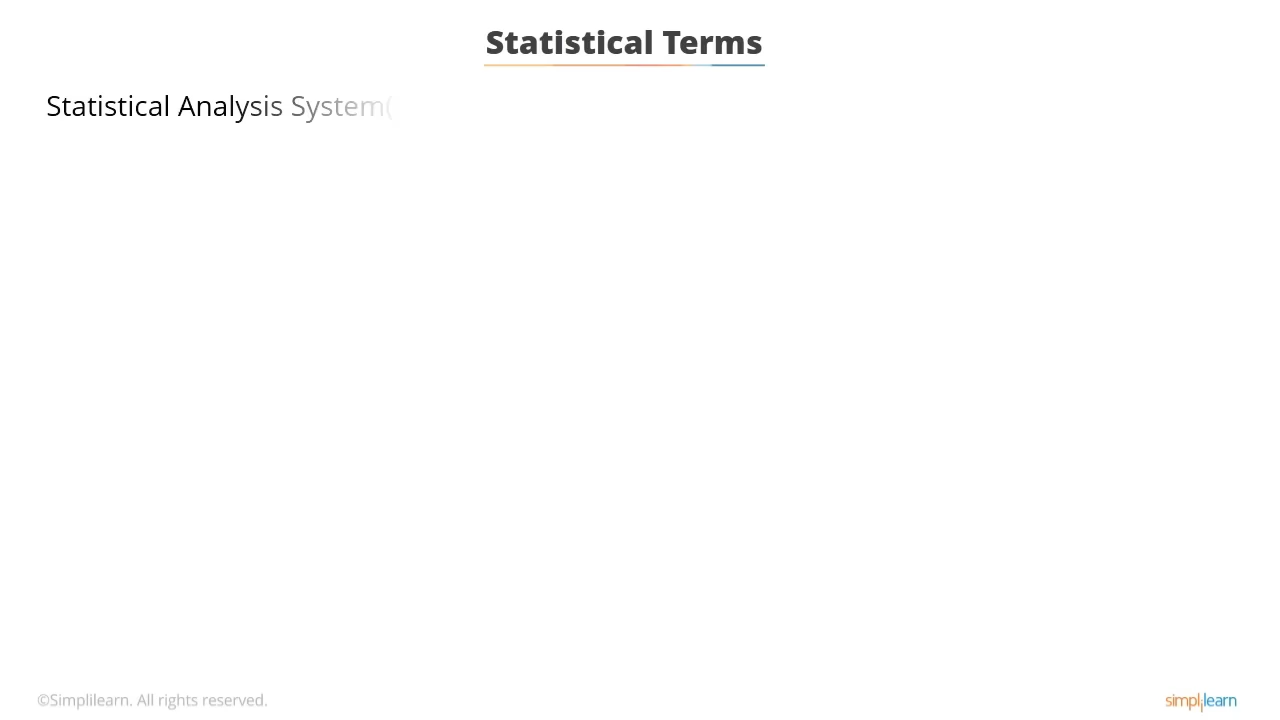 Statistical Terms
Statistical Analysis System(
©Simplilearn. All rights reserved.
simplilearn